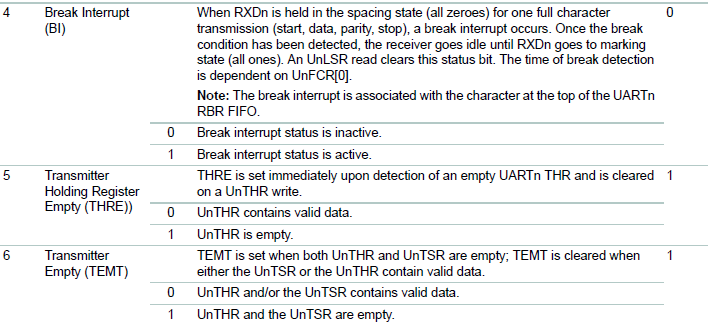 4 Break Interrupt When RXDn is held in the spacing state (all zeroes) for one full character 0
(BI) transmission (start, data, parity, stop), a break interrupt occurs. Once the break
condition has been detected, the receiver goes idle until RXDn goes to marking
state (all ones). An UnLSR read clears this status bit. The time of break detection
is dependent on UnFCR[0].
Note: The break interrupt is associated with the character at the top of the UARTn
RBR FIFO.
0 Break interrupt status is inactive.
1 Break interrupt status is active.
5 Transmitter THRE is set immediately upon detection of an empty UARTn THR and is cleared 1
Holding Register on a UnTHR write.
Empty (THRE))
0 UnTHR contains valid data.
1 UnTHR is empty.
6 Transmitter TEMT is set when both UnTHR and UnTSR are empty; TEMT is cleared when 1
Empty (TEMT) either the UnTSR or the UnTHR contain valid data.
0 UnTHR and/or the UnTSR contains valid data.
1 UnTHR and the UnTSR are empty.